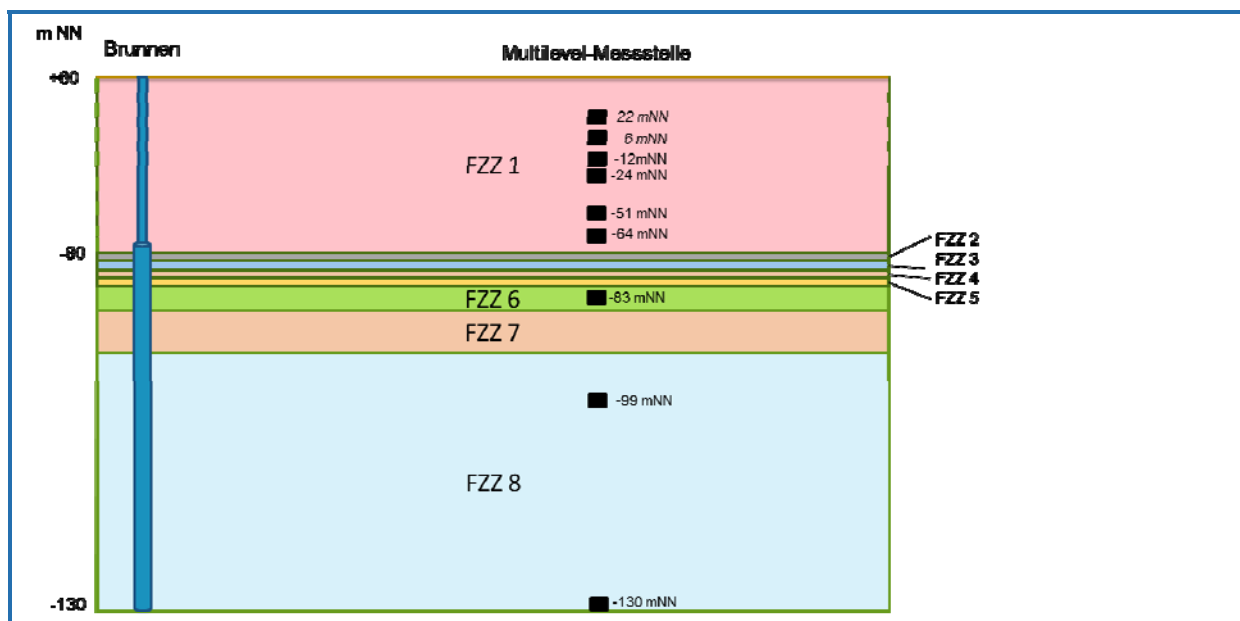 m NN
Brunnen
Multilevel-Messstelle
+60
22 mNN
6 mNN
-12mNN
FZZ 1
-24 mNN
-51 mNN
-64 mNN
FZZ 2
-90
FZZ 3
FZZ 4
FZZ 6
-83 mNN
FZZ 5
FZZ 7
-99 mNN
FZZ 8
-130
-130 mNN